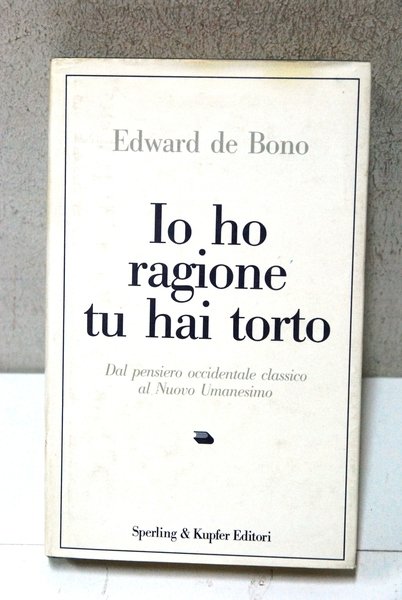 Edward de Bono
Io ho
ragione
tu hai torto
Dal pensiero occidentale classico
al Nuovo Umanesimo
Sperling & Kupfer Editori